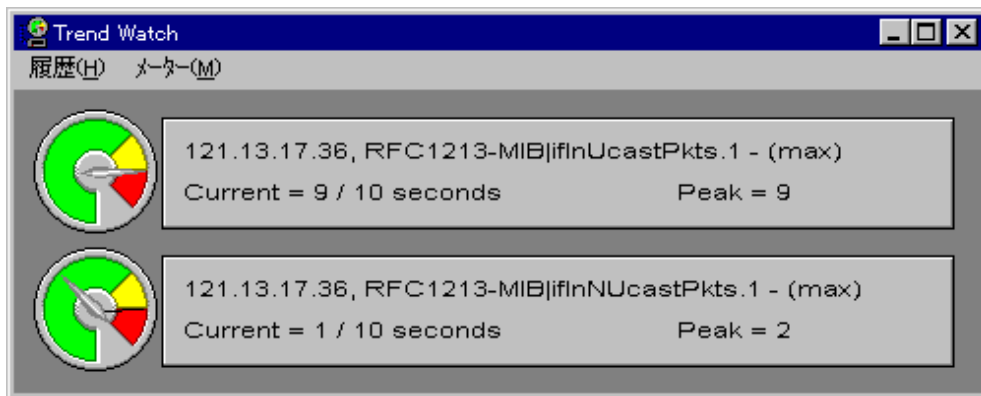 Trend Watch
履歴(H) ﾒｰﾀｰ(M)
121.13.17.36, RFC1213-MIB|ifInUcastPkts.1 - (max)
Current = 9 / 10 seconds Peak = 9
121.13.17.36, RFC1213-MIB|ifInNUcastPkts.1 - (max)
Current = 1 / 10 seconds Peak = 2